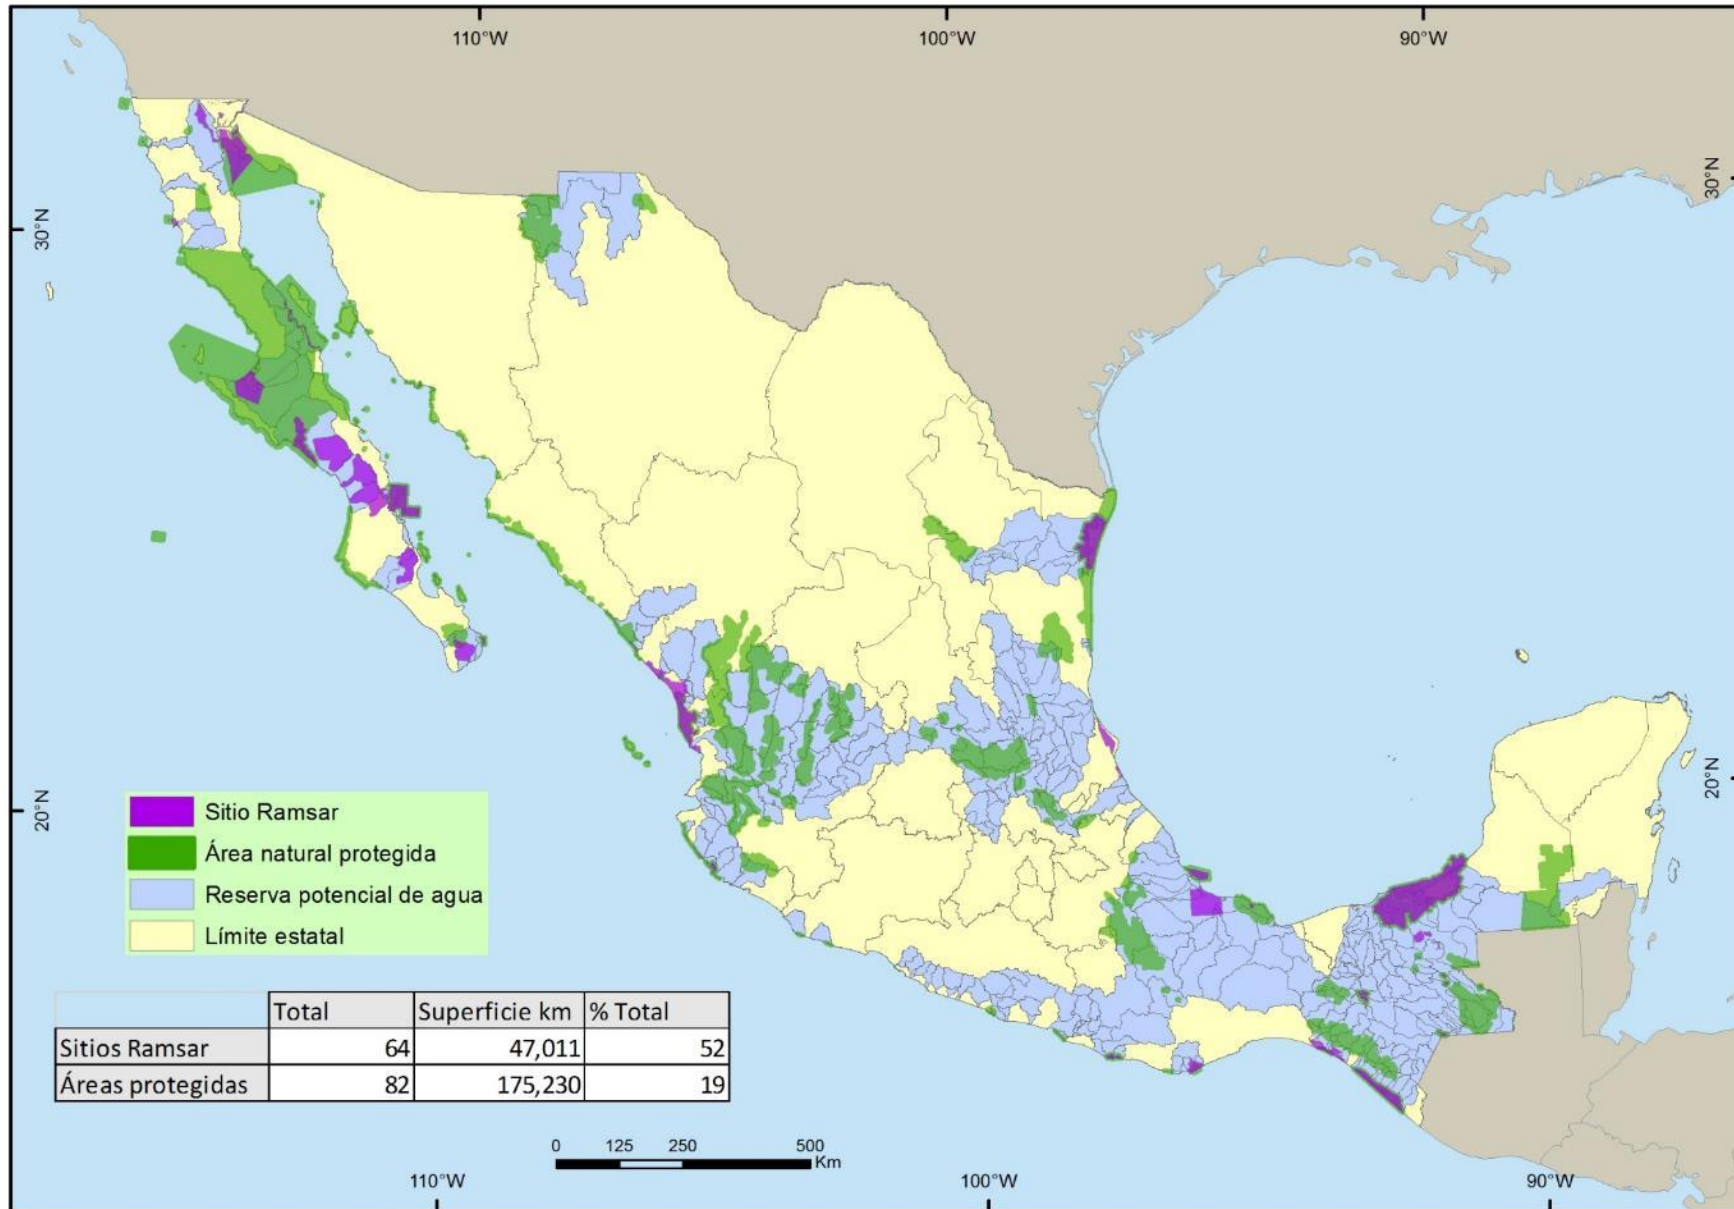 110°W
100°W
90°W
30°N
30°N
20°N
20°N
Sitio Ramsar
Área natural protegida
Reserva potencial de agua
Límite estatal
Total Superficie km % Total
Sitios Ramsar 64 47,011 52
Áreas protegidas 82 175,230 19
0 125 250 500
Km
110°W
100°W
90°W